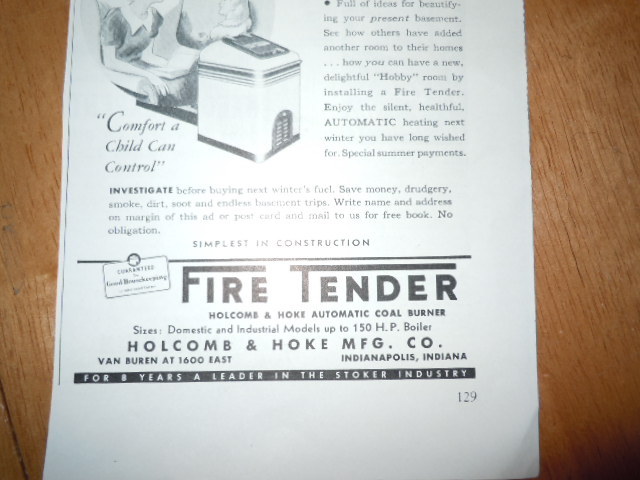 • Full of ideas for beautify-
ing your present basement.
See how others have added
another room to their homes
. . . how you can have a new,
delightful "Hobby" room by
installing a Fire Tender.
Enjoy the silent, healthful,
AUTOMATIC heating next
winter you have long wished
for. Special summer payments.
"Comfort a
Child Can
Control"
INVESTIGATE before buying next winter's fuel. Save money, drudgery,
smoke, dirt, soot and endless basement trips. Write name and address
on margin of this ad or post card and mail to us for free book. No
obligation.
SIMPLEST IN CONSTRUCTION
GUARANTEED
by
Good Housekeeping
FIRE TENDER
HOLCOMB & HOKE AUTOMATIC COAL BURNER
Sizes: Domestic and Industrial Models up to 150 H.P. Boiler
HOLCOMB & HOKE MFG. CO.
VAN BUREN AT 1600 EAST INDIANAPOLIS, INDIANA
FOR 8 YEARS A LEADER IN THE STOKER INDUSTRY
129